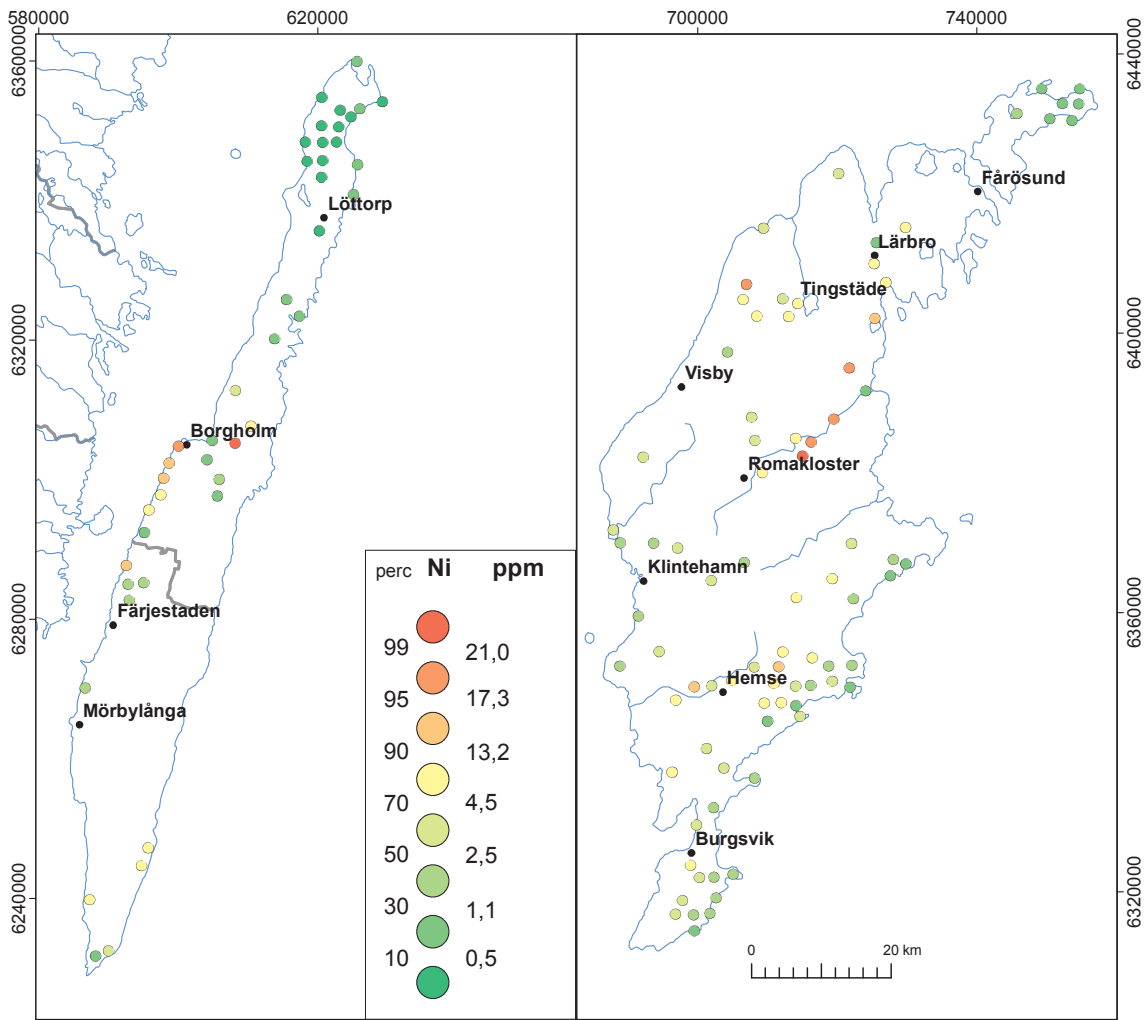 580000 620000 700000 740000
6360000
6320000
6280000
6240000
6440000
6400000
6360000
6320000
Löttorp
Borgholm
Färjestaden
Mörbylånga
Fårösund
Lärbro
Tingstäde
Visby
Romakloster
Klintehamn
Hemse
Burgsvik
perc Ni ppm
99 21,0
95 17,3
90 13,2
70 4,5
50 2,5
30 1,1
10 0,5
0 20 km